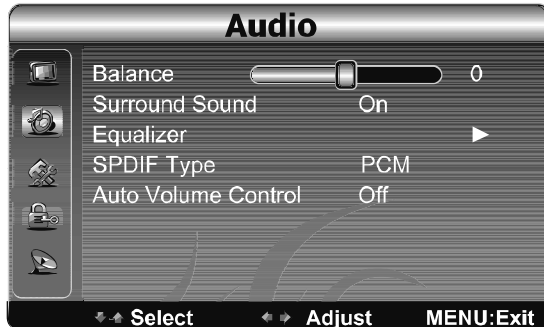 Audio
Balance 0
Surround Sound On
Equalizer
SPDIF Type PCM
Auto Volume Control Off
Select Adjust MENU:Exit